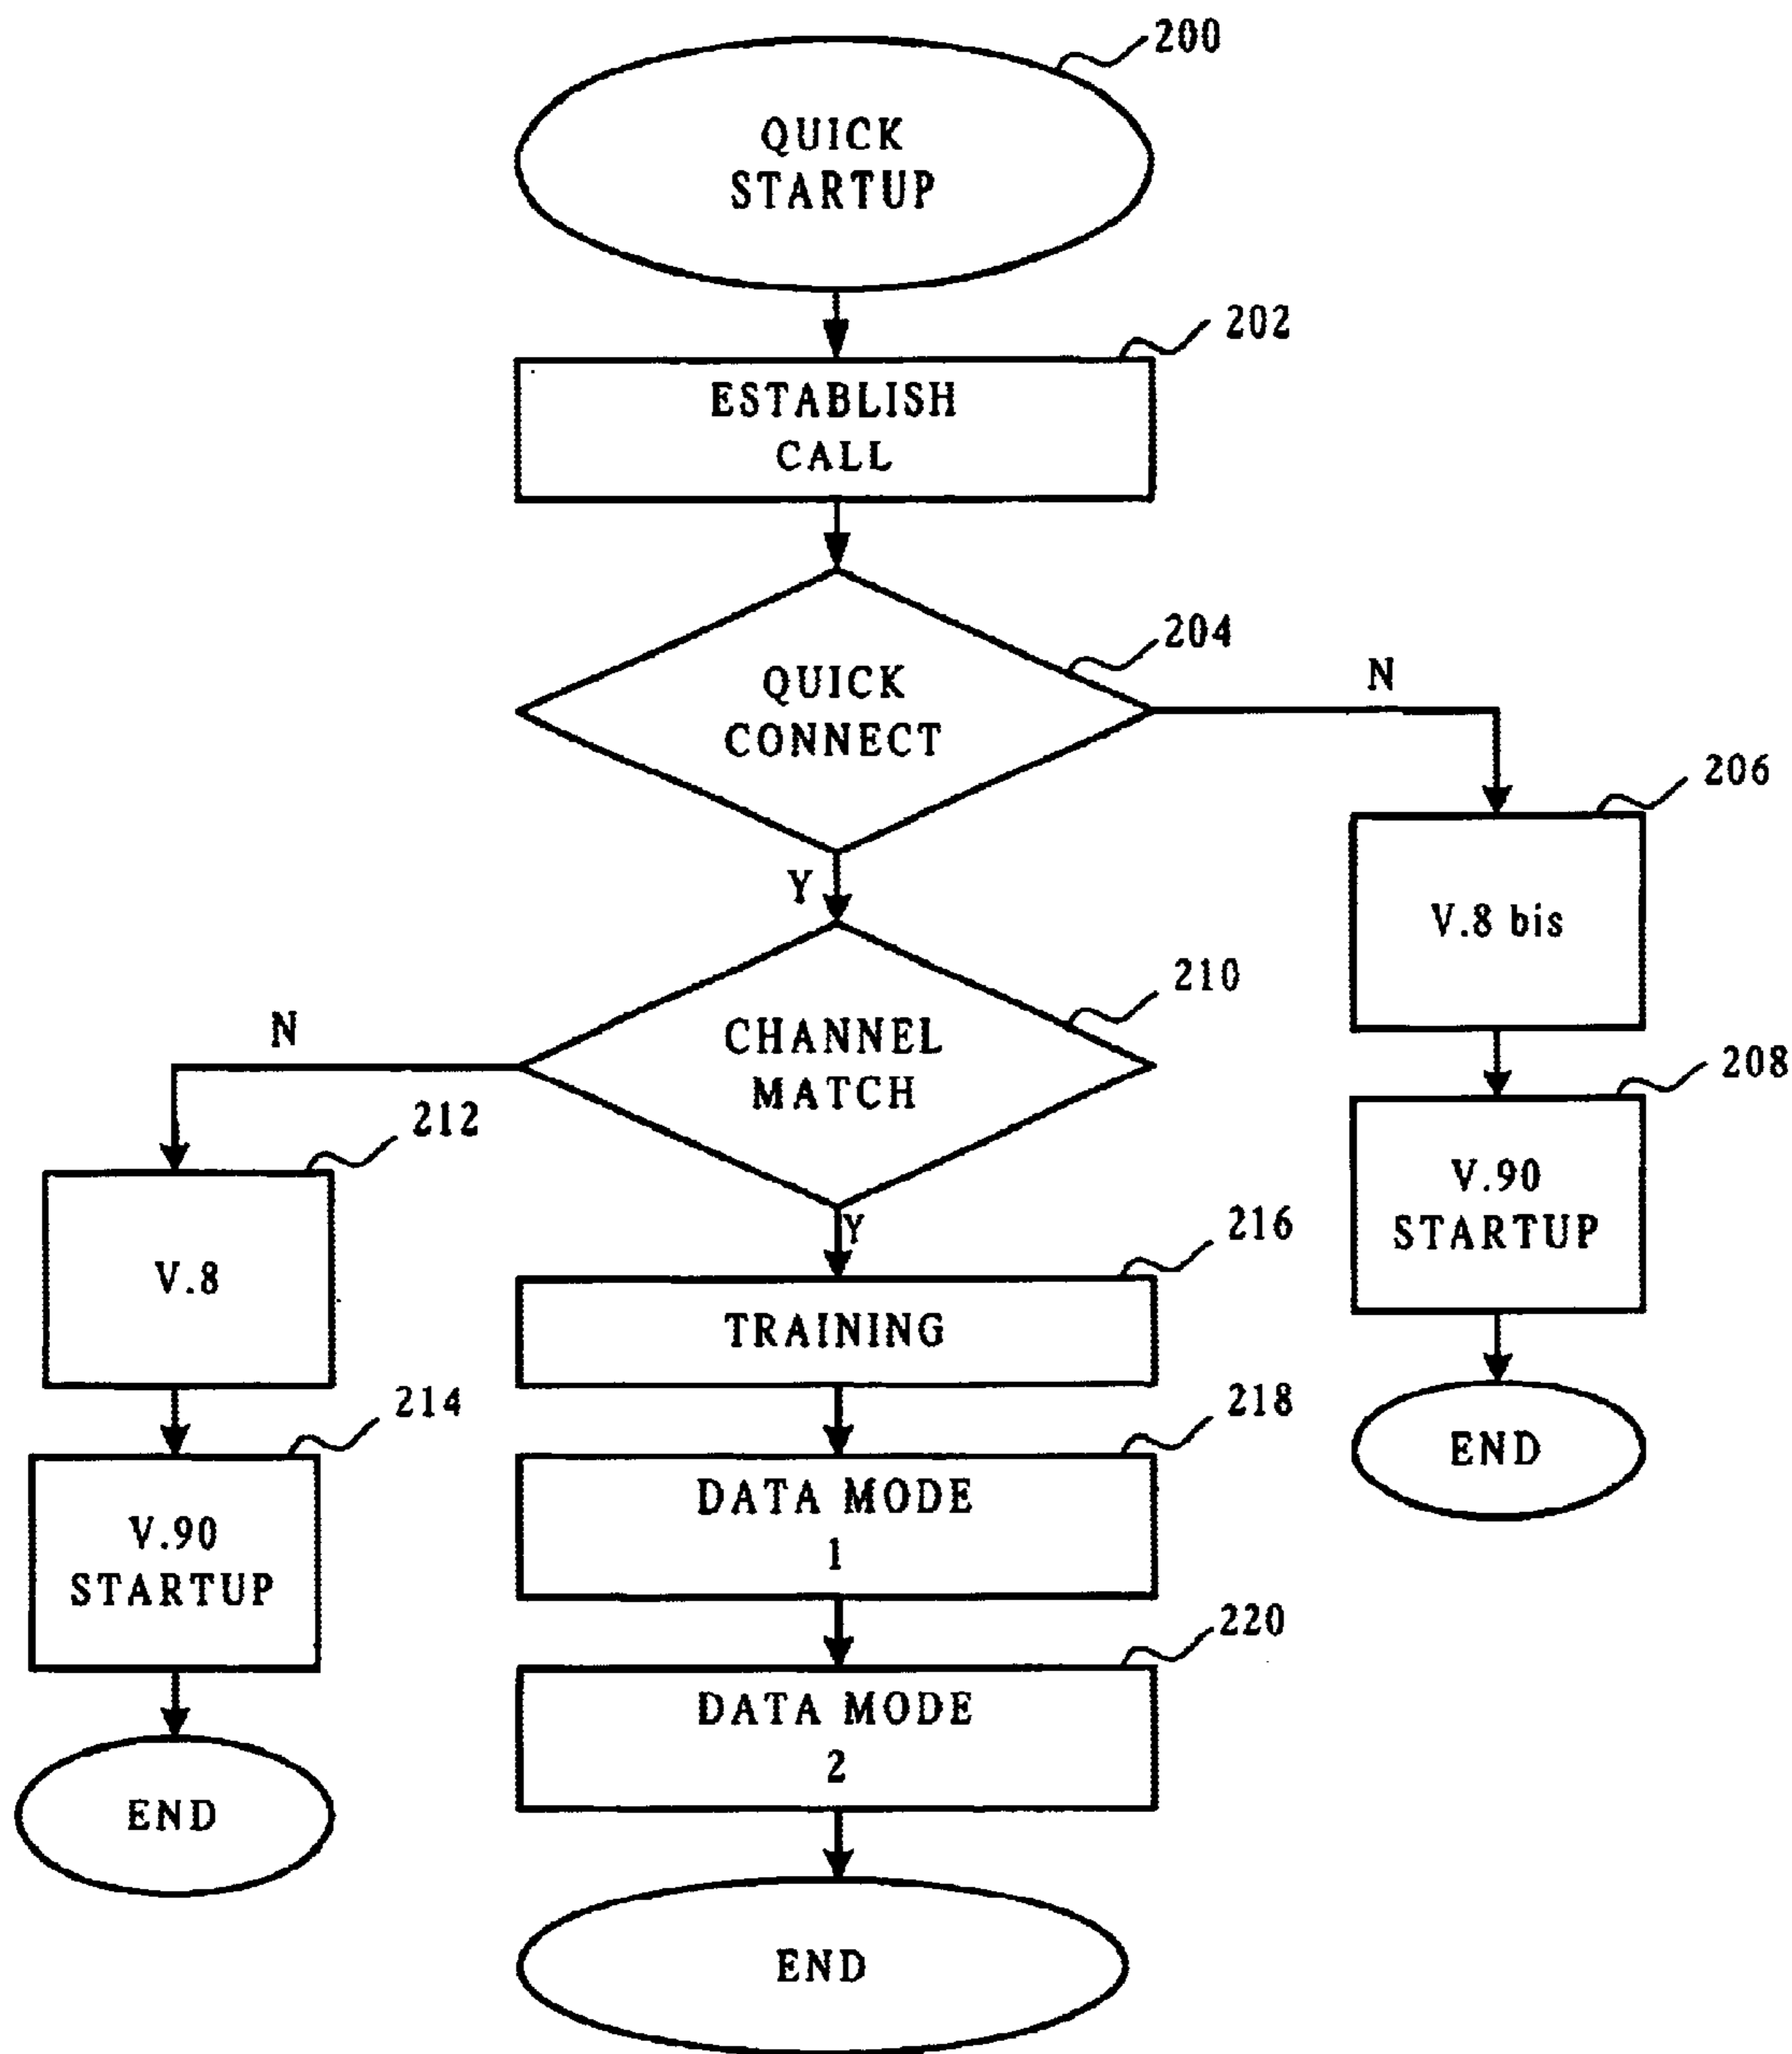 200
QUICK
STARTUP
202
ESTABLISH
CALL
204
QUICK
CONNECT
N
206
Y
V.8 bis
210
N
CHANNEL
MATCH
208
212
V.90
STARTUP
Y
216
V.8
TRAINING
214
218
END
DATA MODE
1
V.90
STARTUP
220
DATA MODE
2
END
END